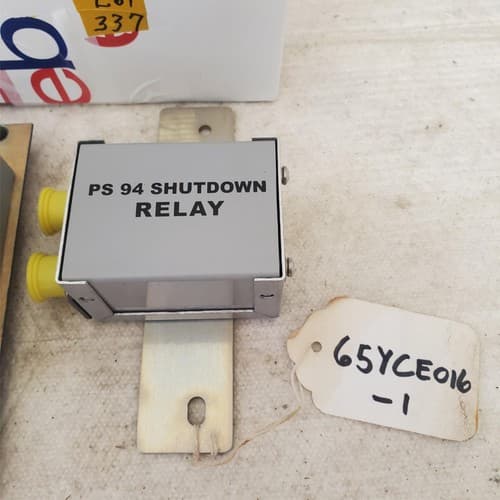 LOT
337
PS 94 SHUTDOWN
RELAY
65YCE016
-1